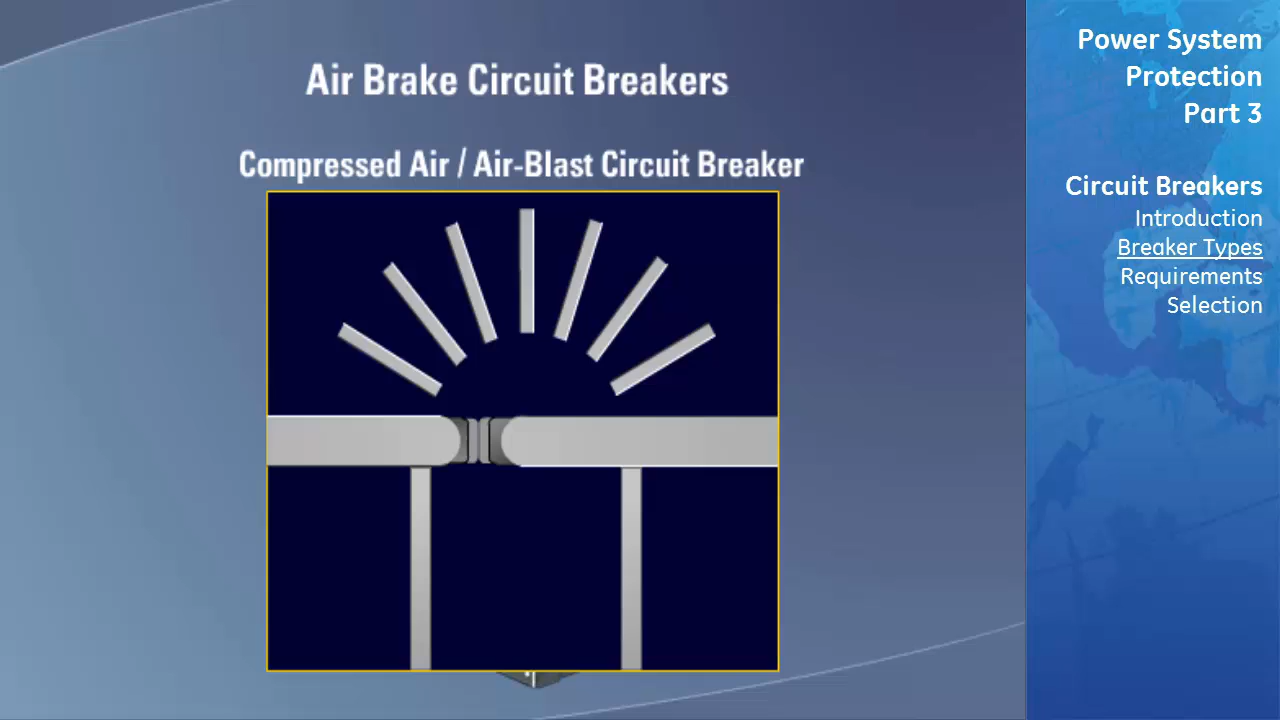 Air Brake Circuit Breakers
Compressed Air / Air-Blast Circuit Breaker
Power System
Protection
Part 3
Circuit Breakers
Introduction
Breaker Types
Requirements
Selection